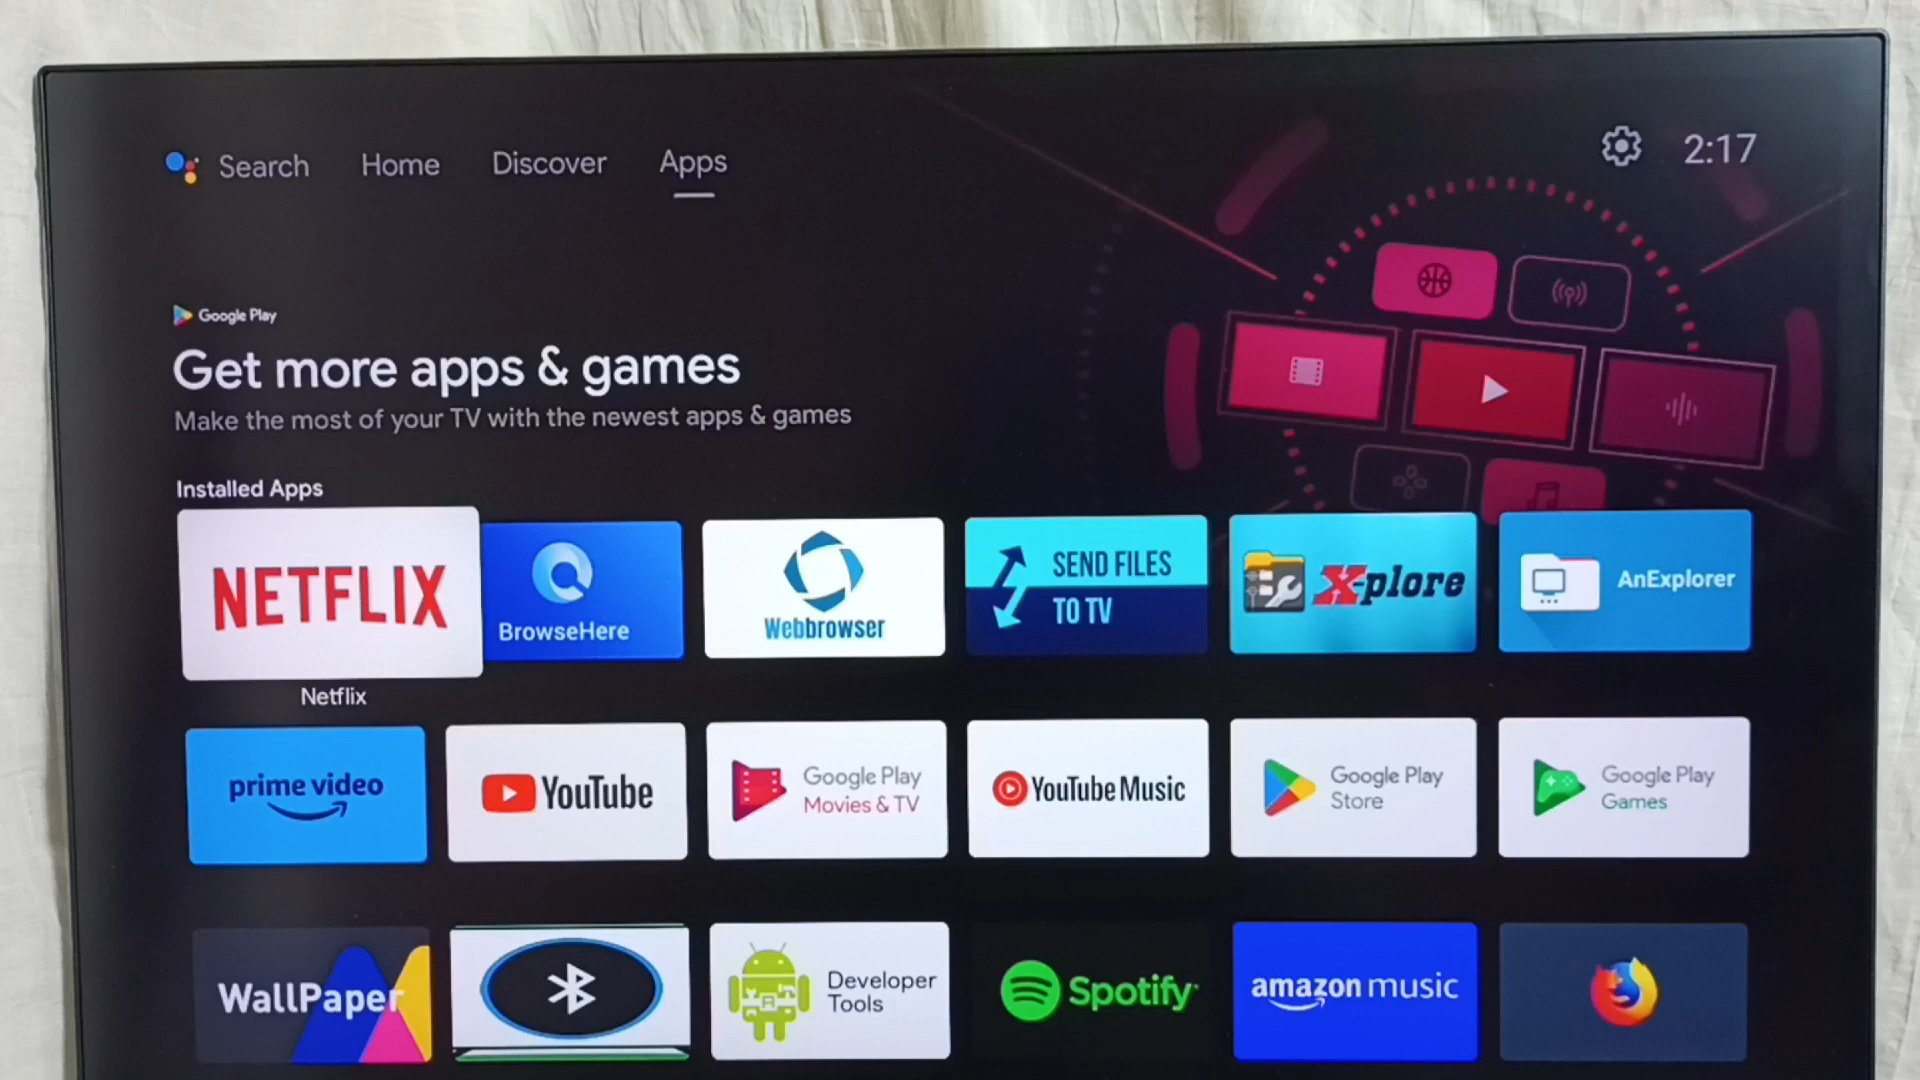 Search Home Discover Apps
2:17
Google Play
Get more apps & games
Make the most of your TV with the newest apps & games
Installed Apps
NETFLIX
BrowseHere
Webbrowser
SEND FILES
TO TV
X-plore
AnExplorer
Netflix
prime video
YouTube
Google Play
Movies & TV
YouTube Music
Google Play
Store
Google Play
Games
WallPaper
Developer
Tools
Spotify
amazon music